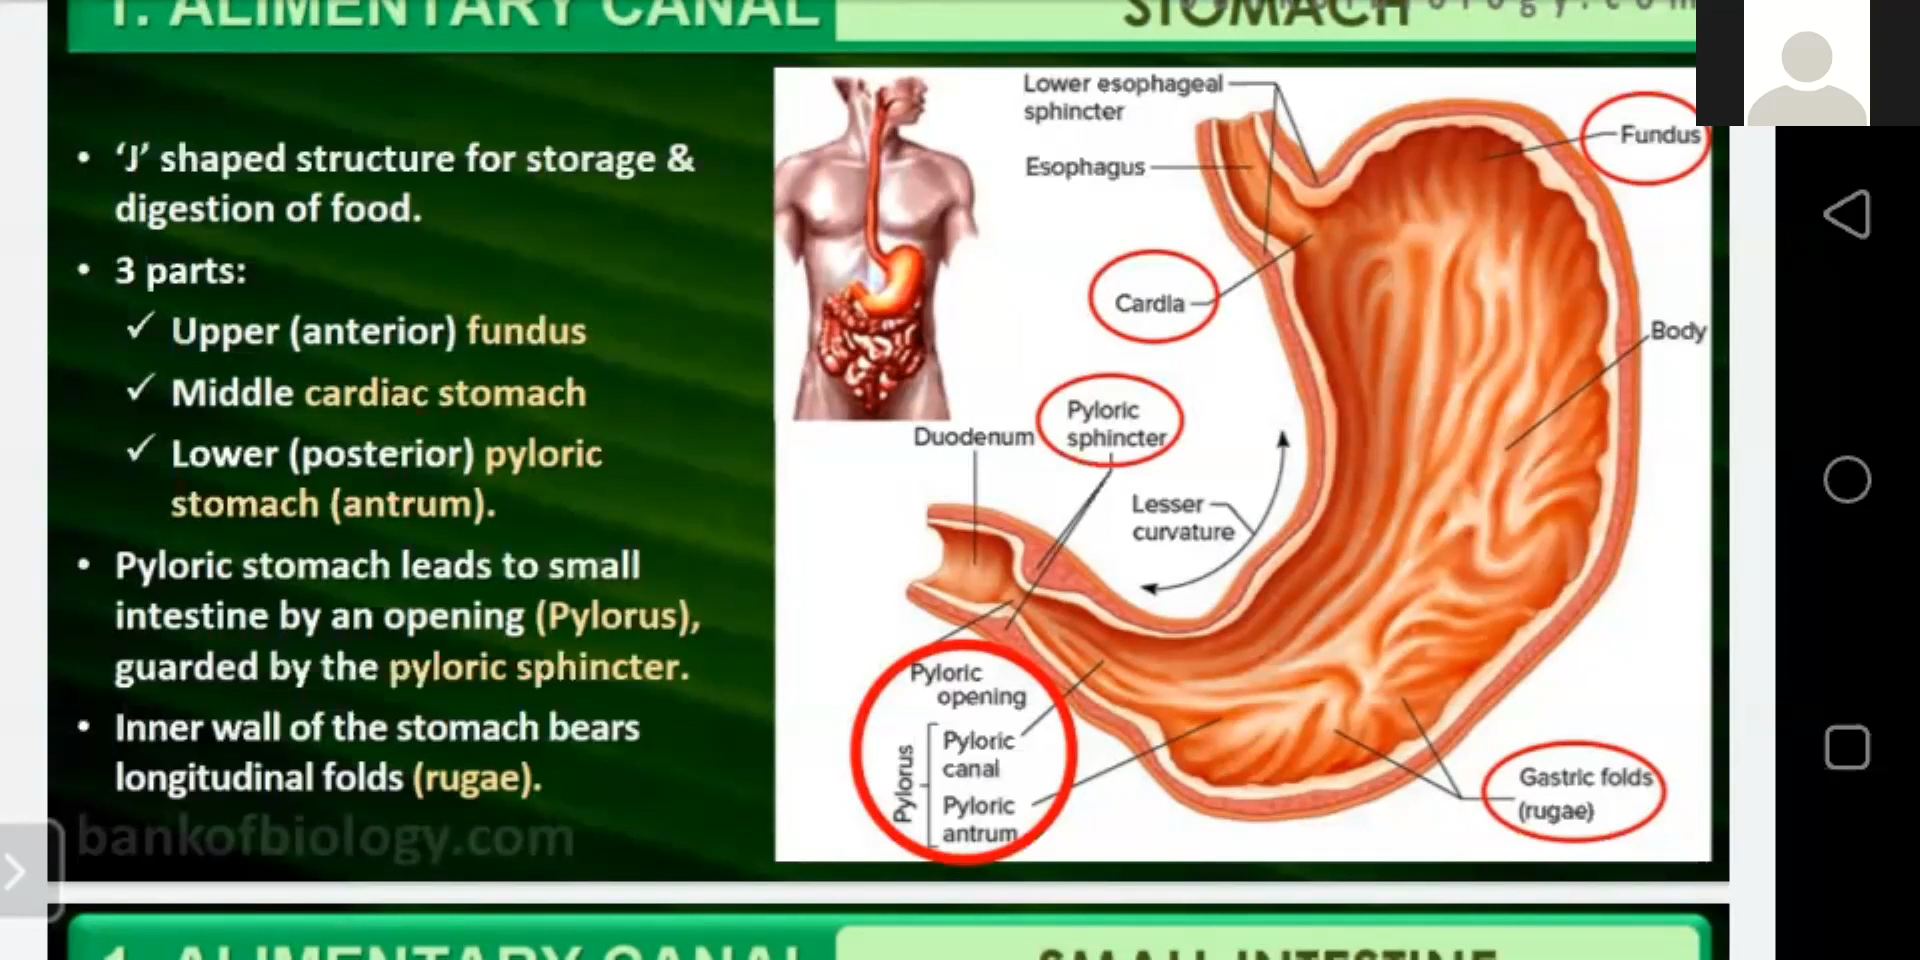 1. ALIMENTARY CANAL
STOMACH
• ‘J’ shaped structure for storage &
digestion of food.
• 3 parts:
✓ Upper (anterior) fundus
✓ Middle cardiac stomach
✓ Lower (posterior) pyloric
stomach (antrum).
• Pyloric stomach leads to small
intestine by an opening (Pylorus),
guarded by the pyloric sphincter.
• Inner wall of the stomach bears
longitudinal folds (rugae).
bankofbiology.com
Lower esophageal
sphincter
Esophagus
Fundus
Cardia
Body
Pyloric
sphincter
Duodenum
Lesser
curvature
Pyloric
opening
Pylorus
Pyloric
canal
Pyloric
antrum
Gastric folds
(rugae)
1. ALIMENTARY CANAL
SMALL INTESTINE